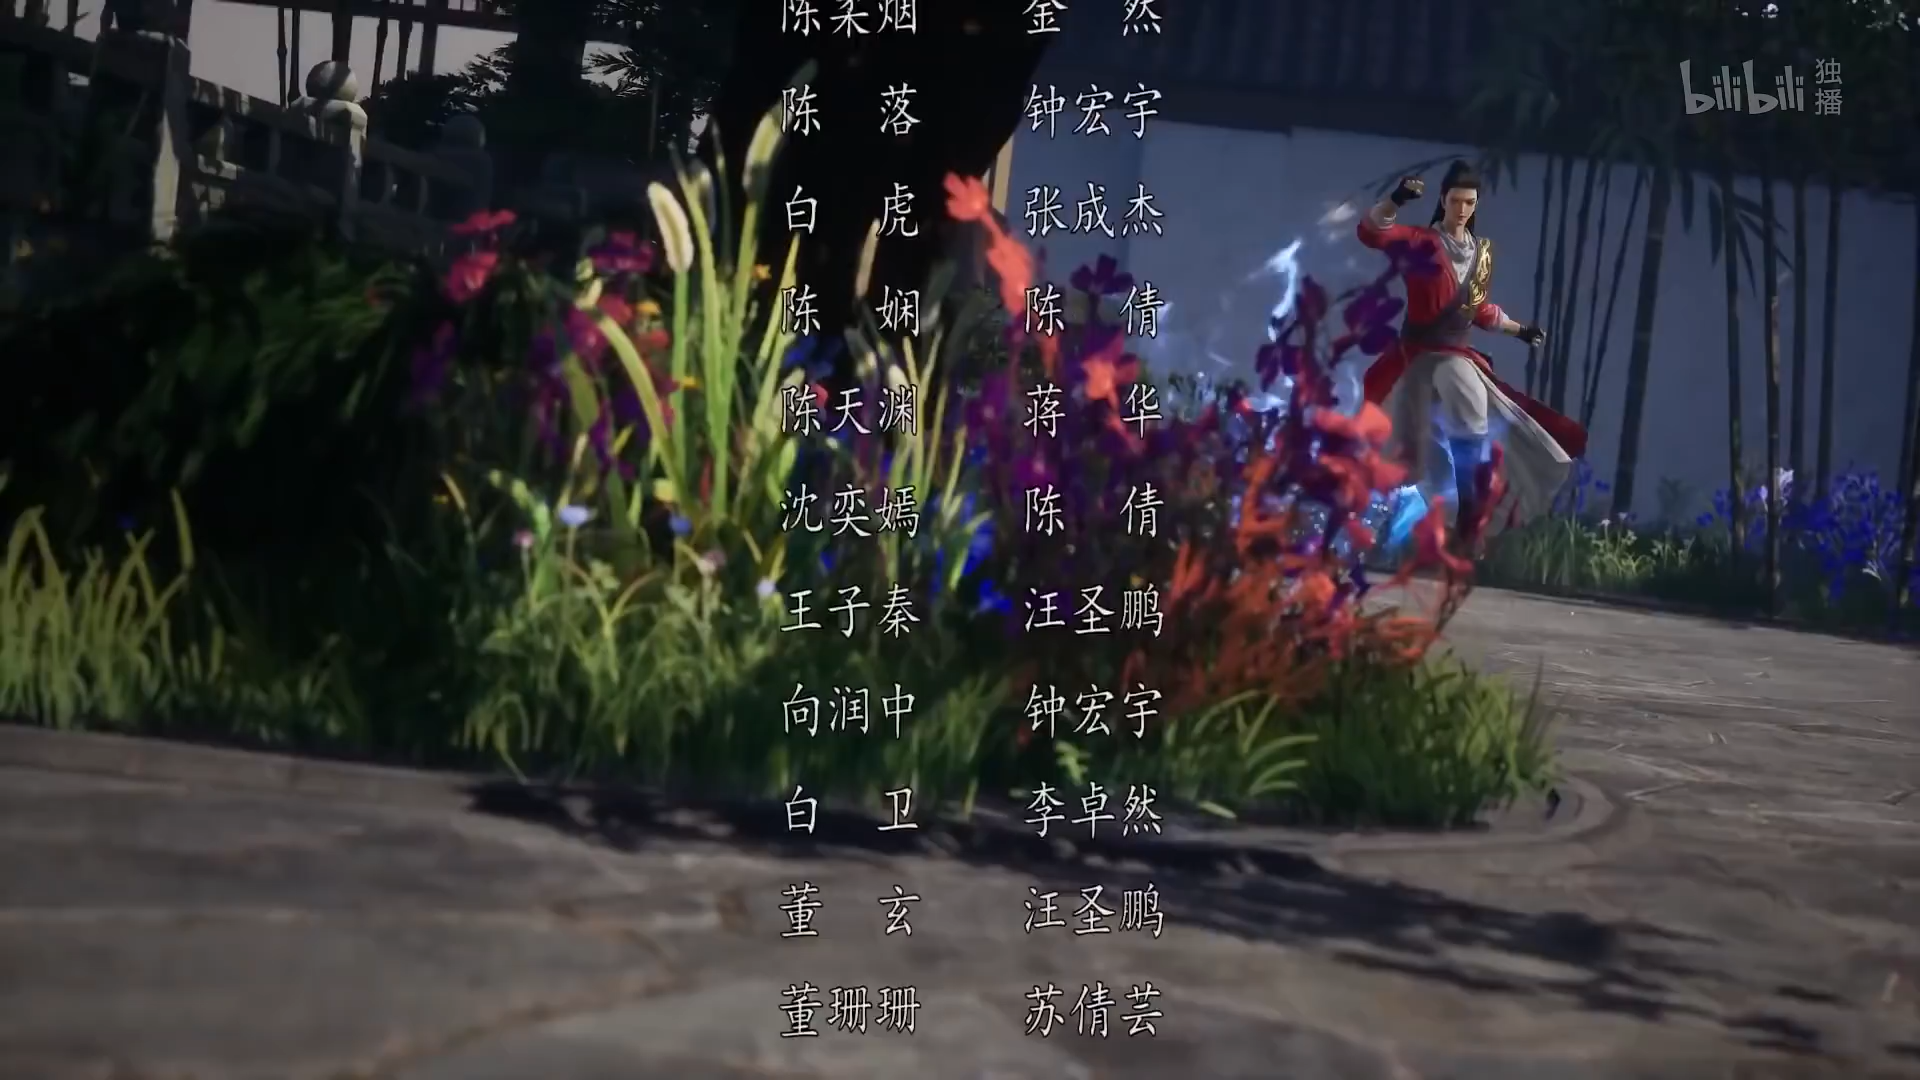 陈柔烟 金然
bilibili 独播
陈落 钟宏宇
白虎 张成杰
陈娴 陈倩
陈天渊 蒋华
沈奕嫣 陈倩
王子秦 汪圣鹏
向润中 钟宏宇
白卫 李卓然
董玄 汪圣鹏
董珊珊 苏倩芸